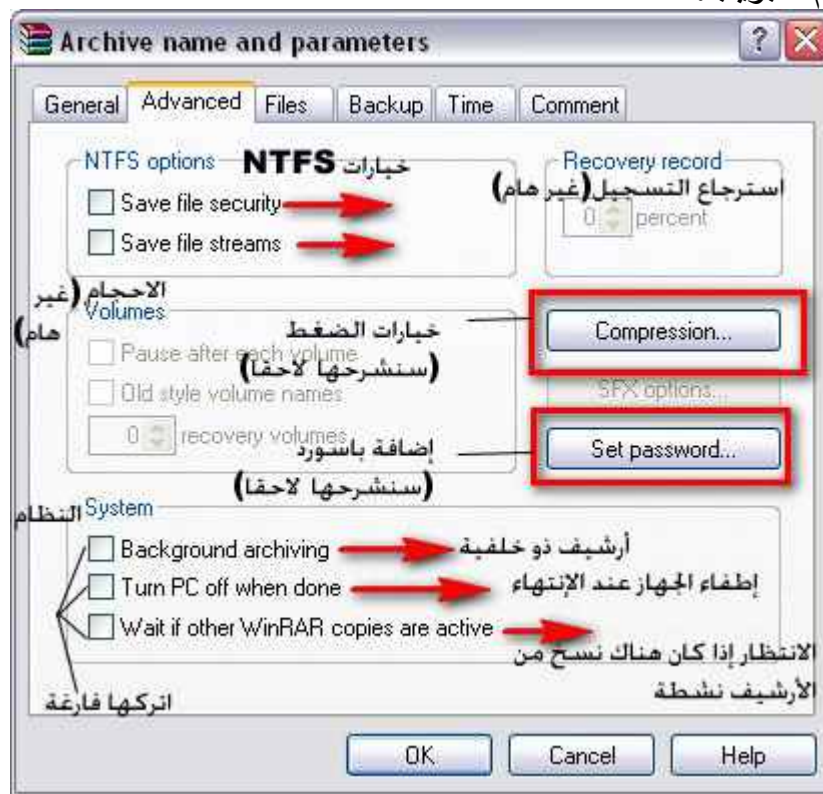 Archive name and parameters
General Advanced Files Backup Time Comment
NTFS options خيارات NTFS
Save file security
Save file streams
Recovery record
استرجاع التسجيل(غير هام)
0 percent
الاحجام (غير هام)
Volumes
Pause after each volume
Old style volume names
0 recovery volumes
خيارات الضغط
(سنشرحها لاحقا)
Compression...
SFX options...
إضافة باسورد
(سنشرحها لاحقا)
Set password...
النظام
System
Background archiving أرشيف ذو خلفية
Turn PC off when done إطفاء الجهاز عند الإنتهاء
Wait if other WinRAR copies are active
الانتظار إذا كان هناك نسخ من
الأرشيف نشطة
اتركها فارغة
OK Cancel Help